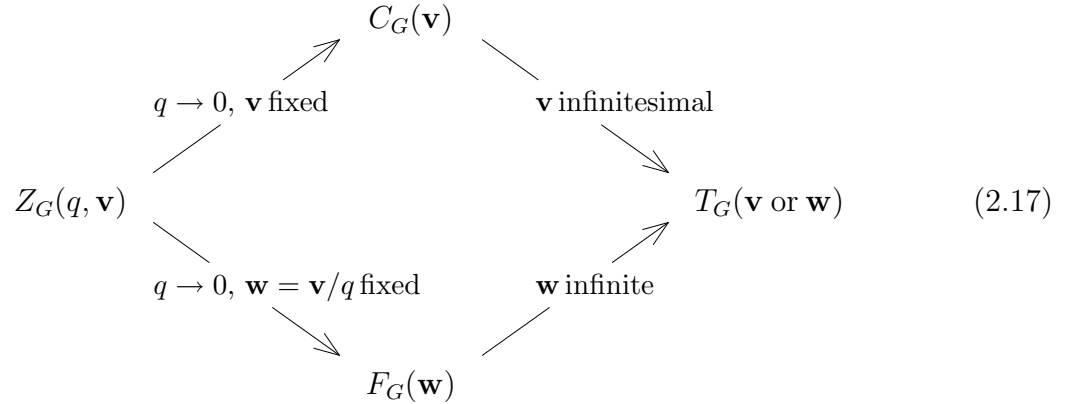 C_G(v)
q → 0, v fixed
v infinitesimal
Z_G(q, v)
T_G(v or w)
(2.17)
q → 0, w = v/q fixed
w infinite
F_G(w)